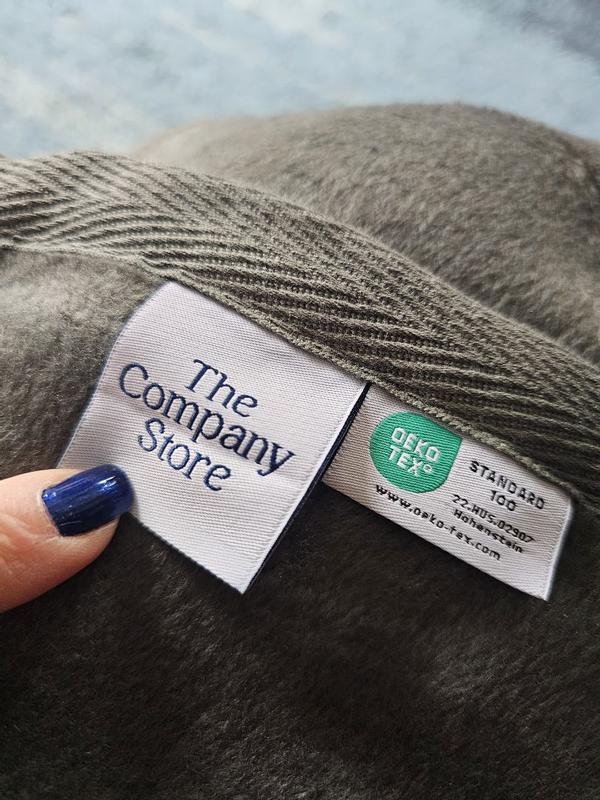 The
Company
Store
OEKO
TEX®
STANDARD
100
22.HUS.02907
Hohenstein
www.oeko-tex.com